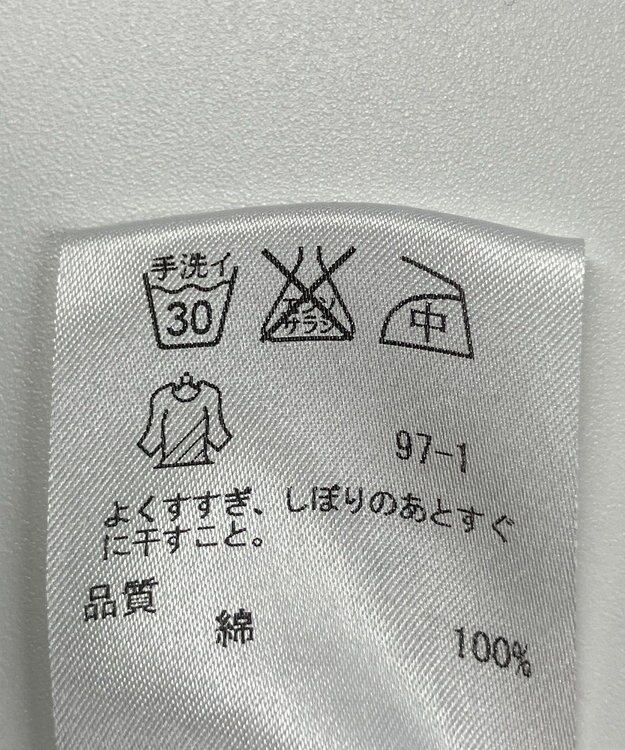 手洗イ
30
エンソ
サラシ
中
97-1
よくすすぎ、しぼりのあとすぐ
に干すこと。
品質
綿 100%